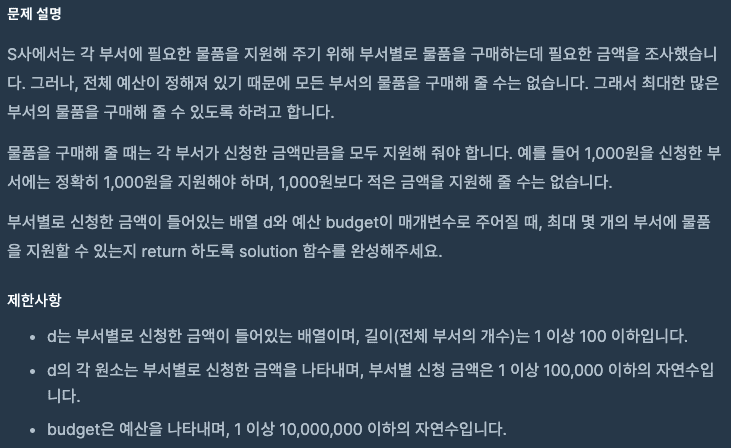 문제 설명
S사에서는 각 부서에 필요한 물품을 지원해 주기 위해 부서별로 물품을 구매하는데 필요한 금액을 조사했습니
다. 그러나, 전체 예산이 정해져 있기 때문에 모든 부서의 물품을 구매해 줄 수는 없습니다. 그래서 최대한 많은
부서의 물품을 구매해 줄 수 있도록 하려고 합니다.
물품을 구매해 줄 때는 각 부서가 신청한 금액만큼을 모두 지원해 줘야 합니다. 예를 들어 1,000원을 신청한 부
서에는 정확히 1,000원을 지원해야 하며, 1,000원보다 적은 금액을 지원해 줄 수는 없습니다.
부서별로 신청한 금액이 들어있는 배열 d와 예산 budget이 매개변수로 주어질 때, 최대 몇 개의 부서에 물품
을 지원할 수 있는지 return 하도록 solution 함수를 완성해주세요.
제한사항
• d는 부서별로 신청한 금액이 들어있는 배열이며, 길이(전체 부서의 개수)는 1 이상 100 이하입니다.
• d의 각 원소는 부서별로 신청한 금액을 나타내며, 부서별 신청 금액은 1 이상 100,000 이하의 자연수입
니다.
• budget은 예산을 나타내며, 1 이상 10,000,000 이하의 자연수입니다.